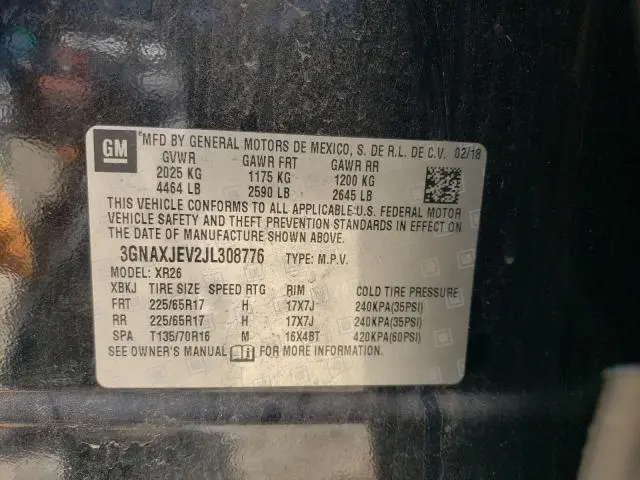 GM *MFD BY GENERAL MOTORS DE MEXICO, S. DE R.L. DE C.V. 02/18
GVWR GAWR FRT GAWR RR
2025 KG 1175 KG 1200 KG
4464 LB 2590 LB 2645 LB
THIS VEHICLE CONFORMS TO ALL APPLICABLE U.S. FEDERAL MOTOR
VEHICLE SAFETY AND THEFT PREVENTION STANDARDS IN EFFECT ON
THE DATE OF MANUFACTURE SHOWN ABOVE.
3GNAXJEV2JL308776 TYPE: M.P.V.
MODEL: XR26
XBKJ TIRE SIZE SPEED RTG RIM COLD TIRE PRESSURE
FRT 225/65R17 H 17X7J 240KPA(35PSI)
RR 225/65R17 H 17X7J 240KPA(35PSI)
SPA T135/70R16 M 16X4BT 420KPA(60PSI)
SEE OWNER'S MANUAL FOR MORE INFORMATION.